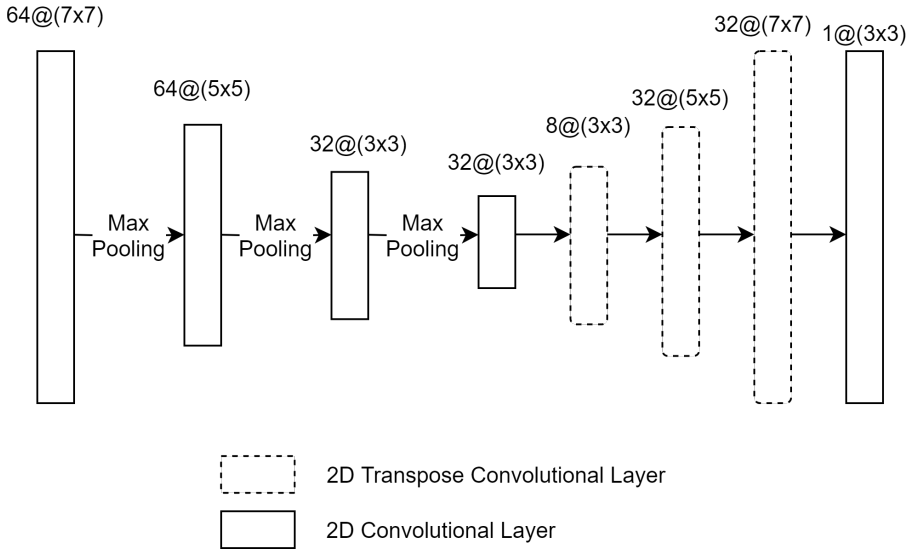 64@(7x7)
64@(5x5)
32@(3x3)
32@(3x3)
8@(3x3)
32@(5x5)
32@(7x7)
1@(3x3)
Max
Pooling
Max
Pooling
Max
Pooling
2D Transpose Convolutional Layer
2D Convolutional Layer